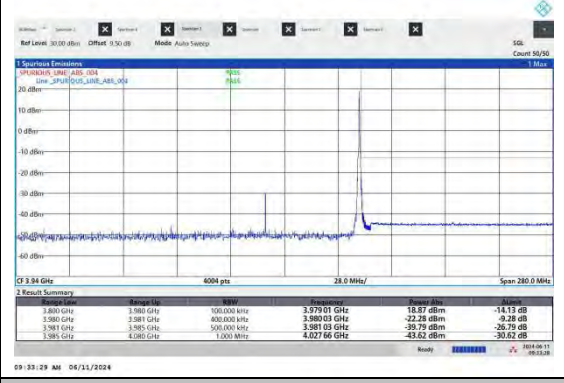 Ref Level 30.00 dBm Offset 9.50 dB Mode Auto Sweep SGL
Count 50/50
1 Spurious Emissions 1 Max
SPURIOUS_LINE_ABS_004 PASS
Line _SPURIOUS_LINE_ABS_004 PASS
20 dBm
10 dBm
0 dBm
-10 dBm
-20 dBm
-30 dBm
-40 dBm
-50 dBm
-60 dBm
CF 3.94 GHz 4004 pts 28.0 MHz/ Span 280.0 MHz
2 Result Summary
Range Low Range Up RBW Frequency Power Abs ΔLimit
3.800 GHz 3.980 GHz 100.000 kHz 3.97901 GHz 18.87 dBm -14.13 dB
3.980 GHz 3.981 GHz 400.000 kHz 3.98003 GHz -22.28 dBm -9.28 dB
3.981 GHz 3.985 GHz 500.000 kHz 3.98103 GHz -39.79 dBm -26.79 dB
3.985 GHz 4.080 GHz 1.000 MHz 4.02766 GHz -43.62 dBm -30.62 dB
Ready 2024-06-11
09:33:28
09:33:29 AM 06/11/2024